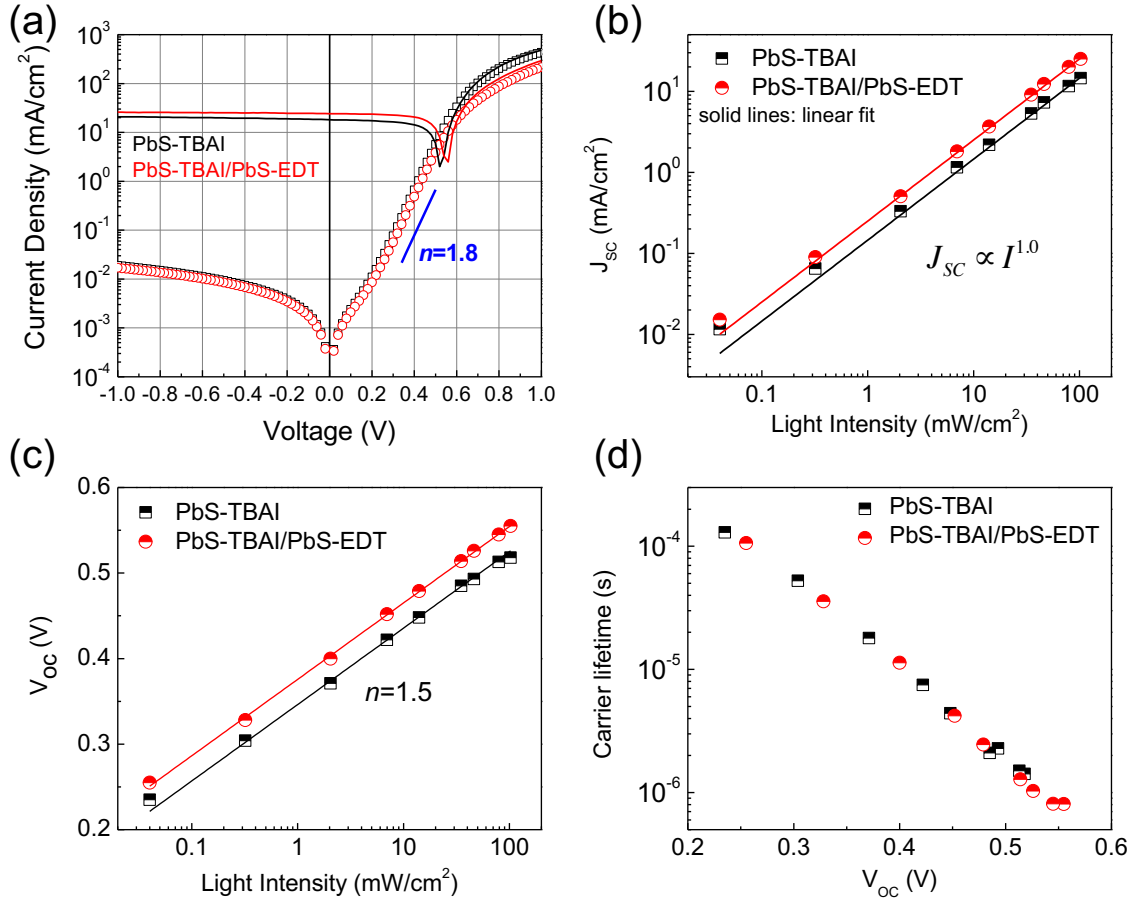 (a)
10³
10²
10¹
10⁰
10⁻¹
10⁻²
10⁻³
10⁻⁴
Current Density (mA/cm²)
PbS-TBAI
PbS-TBAI/PbS-EDT
n=1.8
-1.0 -0.8 -0.6 -0.4 -0.2 0.0 0.2 0.4 0.6 0.8 1.0
Voltage (V)
(b)
10¹
10⁰
10⁻¹
10⁻²
J_SC (mA/cm²)
PbS-TBAI
PbS-TBAI/PbS-EDT
solid lines: linear fit
J_SC ∝ I^1.0
0.1 1 10 100
Light Intensity (mW/cm²)
(c)
0.6
0.5
0.4
0.3
0.2
V_OC (V)
PbS-TBAI
PbS-TBAI/PbS-EDT
n=1.5
0.1 1 10 100
Light Intensity (mW/cm²)
(d)
10⁻⁴
10⁻⁵
10⁻⁶
Carrier lifetime (s)
PbS-TBAI
PbS-TBAI/PbS-EDT
0.2 0.3 0.4 0.5 0.6
V_OC (V)